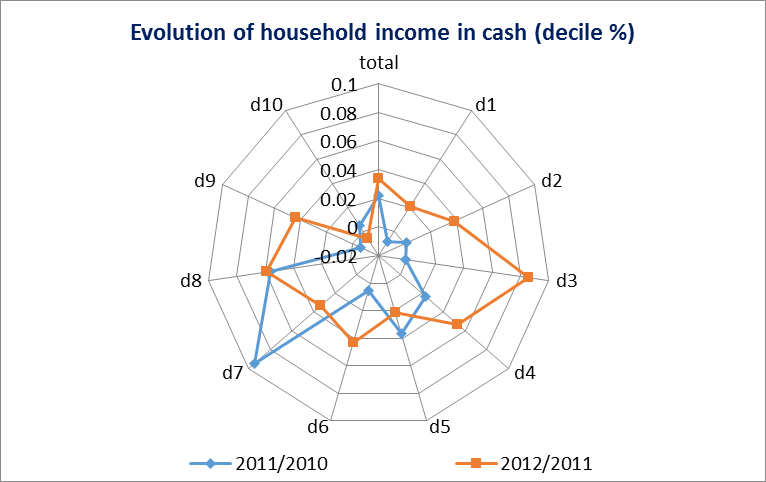 Evolution of household income in cash (decile %)
total
0.1
d10
d1
0.08
0.06
d9
d2
0.04
0.02
0
-0.02
d8
d3
d7
d4
d6
d5
2011/2010
2012/2011